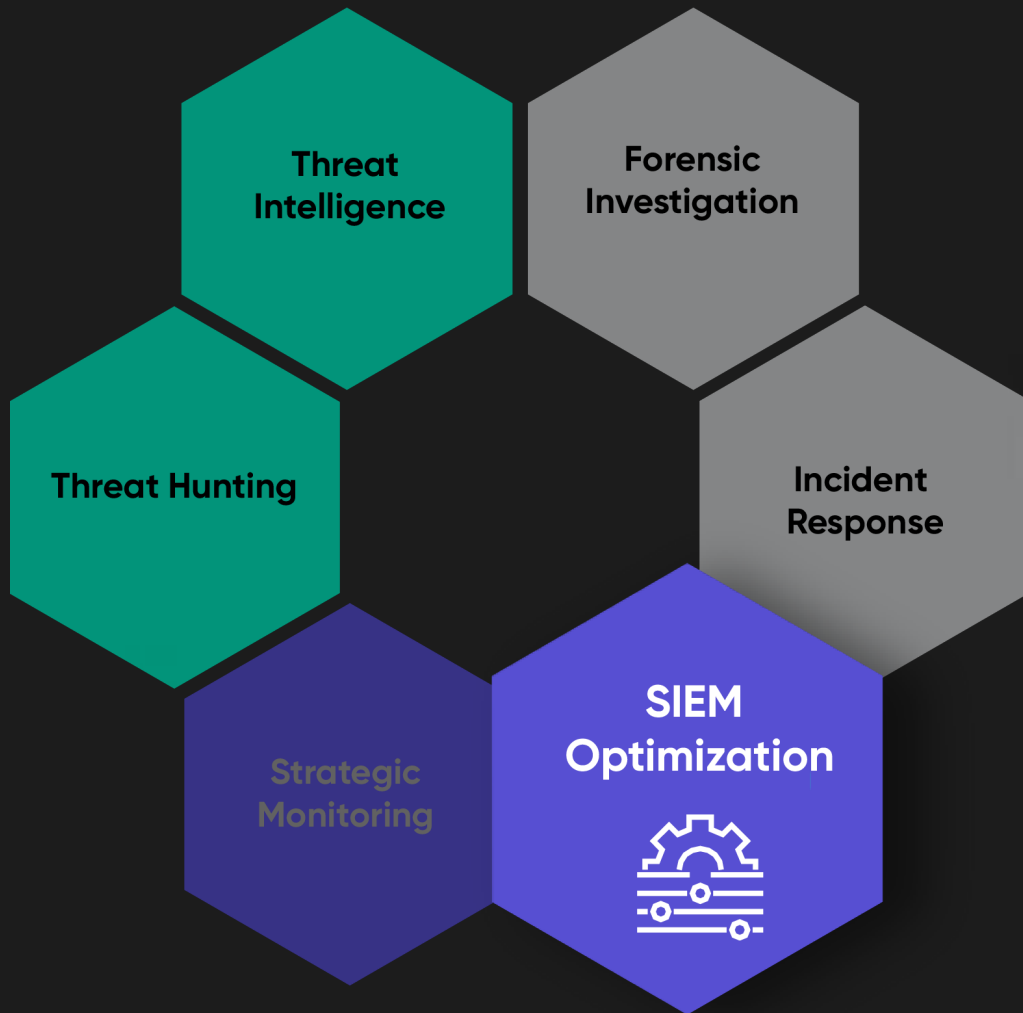 Threat
Intelligence
Forensic
Investigation
Threat Hunting
Incident
Response
Strategic
Monitoring
SIEM
Optimization